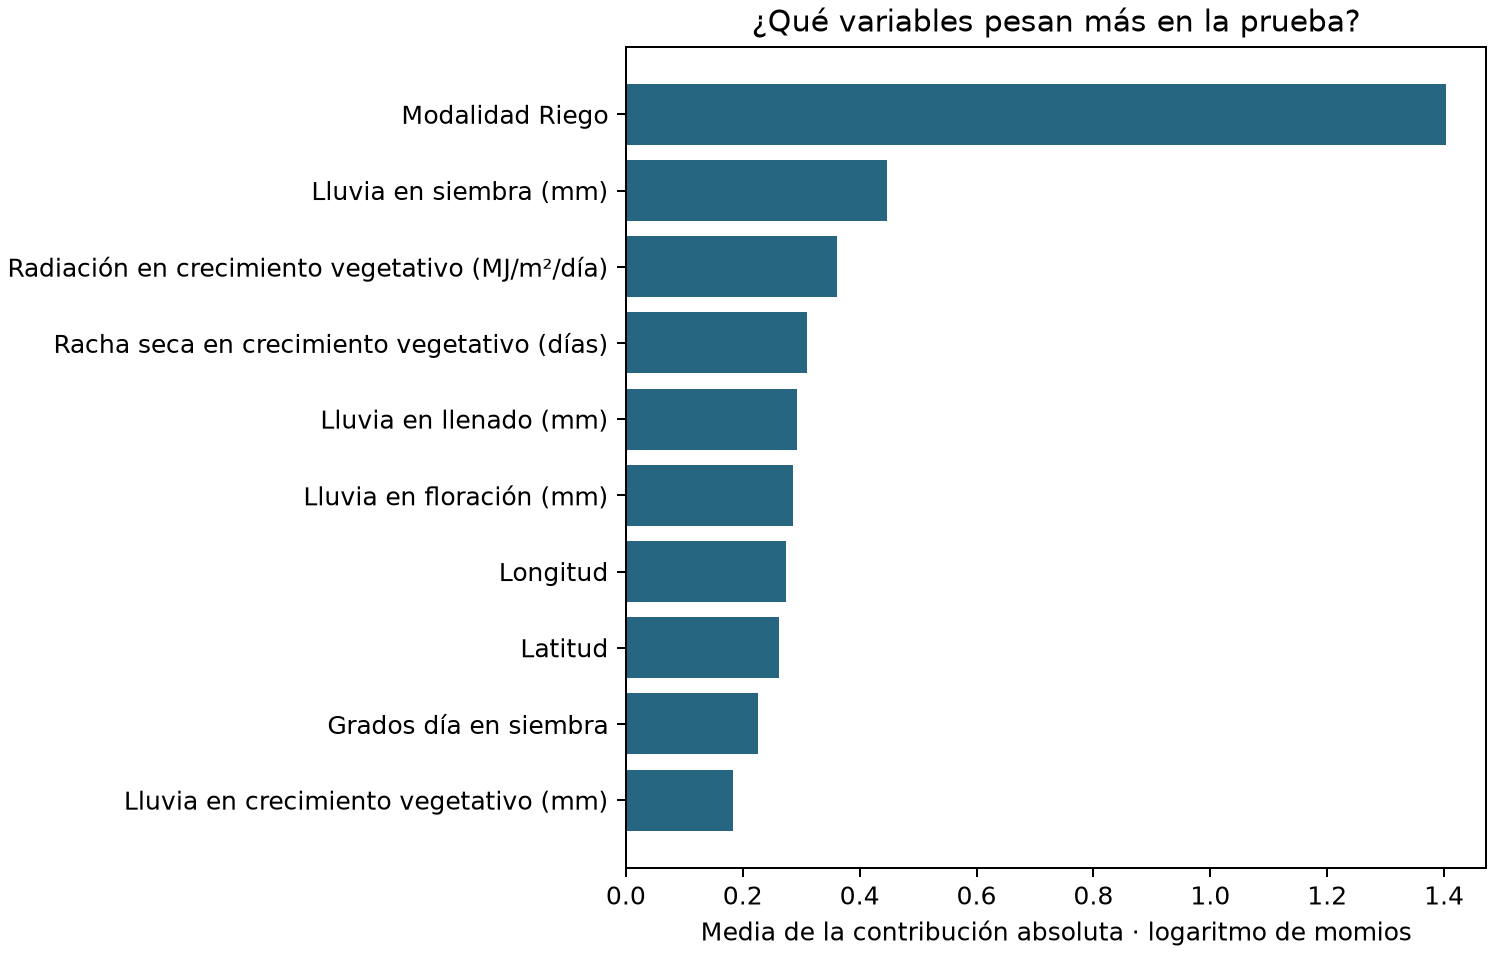 ¿Qué variables pesan más en la prueba?
Modalidad Riego
Lluvia en siembra (mm)
Radiación en crecimiento vegetativo (MJ/m²/día)
Racha seca en crecimiento vegetativo (días)
Lluvia en llenado (mm)
Lluvia en floración (mm)
Longitud
Latitud
Grados día en siembra
Lluvia en crecimiento vegetativo (mm)
0.0 0.2 0.4 0.6 0.8 1.0 1.2 1.4
Media de la contribución absoluta · logaritmo de momios